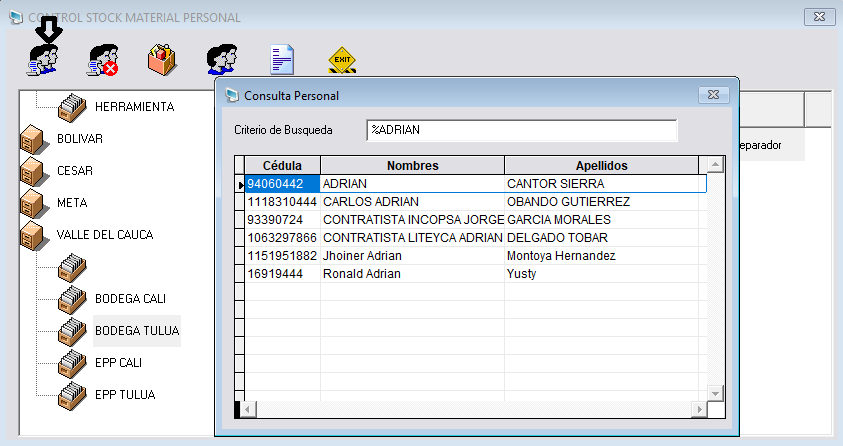 CONTROL STOCK MATERIAL PERSONAL
EXIT
HERRAMIENTA
BOLIVAR
CESAR
META
VALLE DEL CAUCA
BODEGA CALI
BODEGA TULUA
EPP CALI
EPP TULUA
eparador
Consulta Personal
Criterio de Busqueda %ADRIAN
Cédula Nombres Apellidos
94060442 ADRIAN CANTOR SIERRA
1118310444 CARLOS ADRIAN OBANDO GUTIERREZ
93390724 CONTRATISTA INCOPSA JORGE GARCIA MORALES
1063297866 CONTRATISTA LITEYCA ADRIAN DELGADO TOBAR
1151951882 Jhoiner Adrian Montoya Hernandez
16919444 Ronald Adrian Yusty